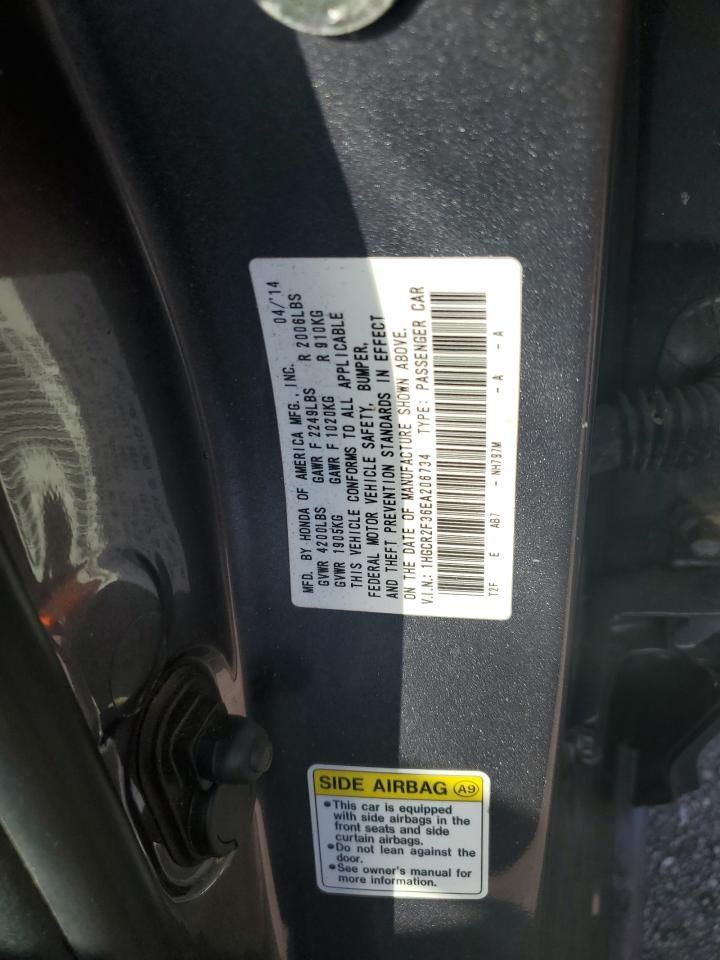 MFD. BY HONDA OF AMERICA MFG., INC. 04/'14
GVWR 4200LBS GAWR F 2249LBS R 2006LBS
GVWR 1905KG GAWR F 1020KG R 910KG
THIS VEHICLE CONFORMS TO ALL APPLICABLE
FEDERAL MOTOR VEHICLE SAFETY, BUMPER,
AND THEFT PREVENTION STANDARDS IN EFFECT
ON THE DATE OF MANUFACTURE SHOWN ABOVE.
V.I.N.: 1HGCR2F36EA206734 TYPE: PASSENGER CAR
T2F E AB7 - NH797M - A - A
SIDE AIRBAG A9
•This car is equipped
with side airbags in the
front seats and side
curtain airbags.
•Do not lean against the
door.
•See owner's manual for
more information.